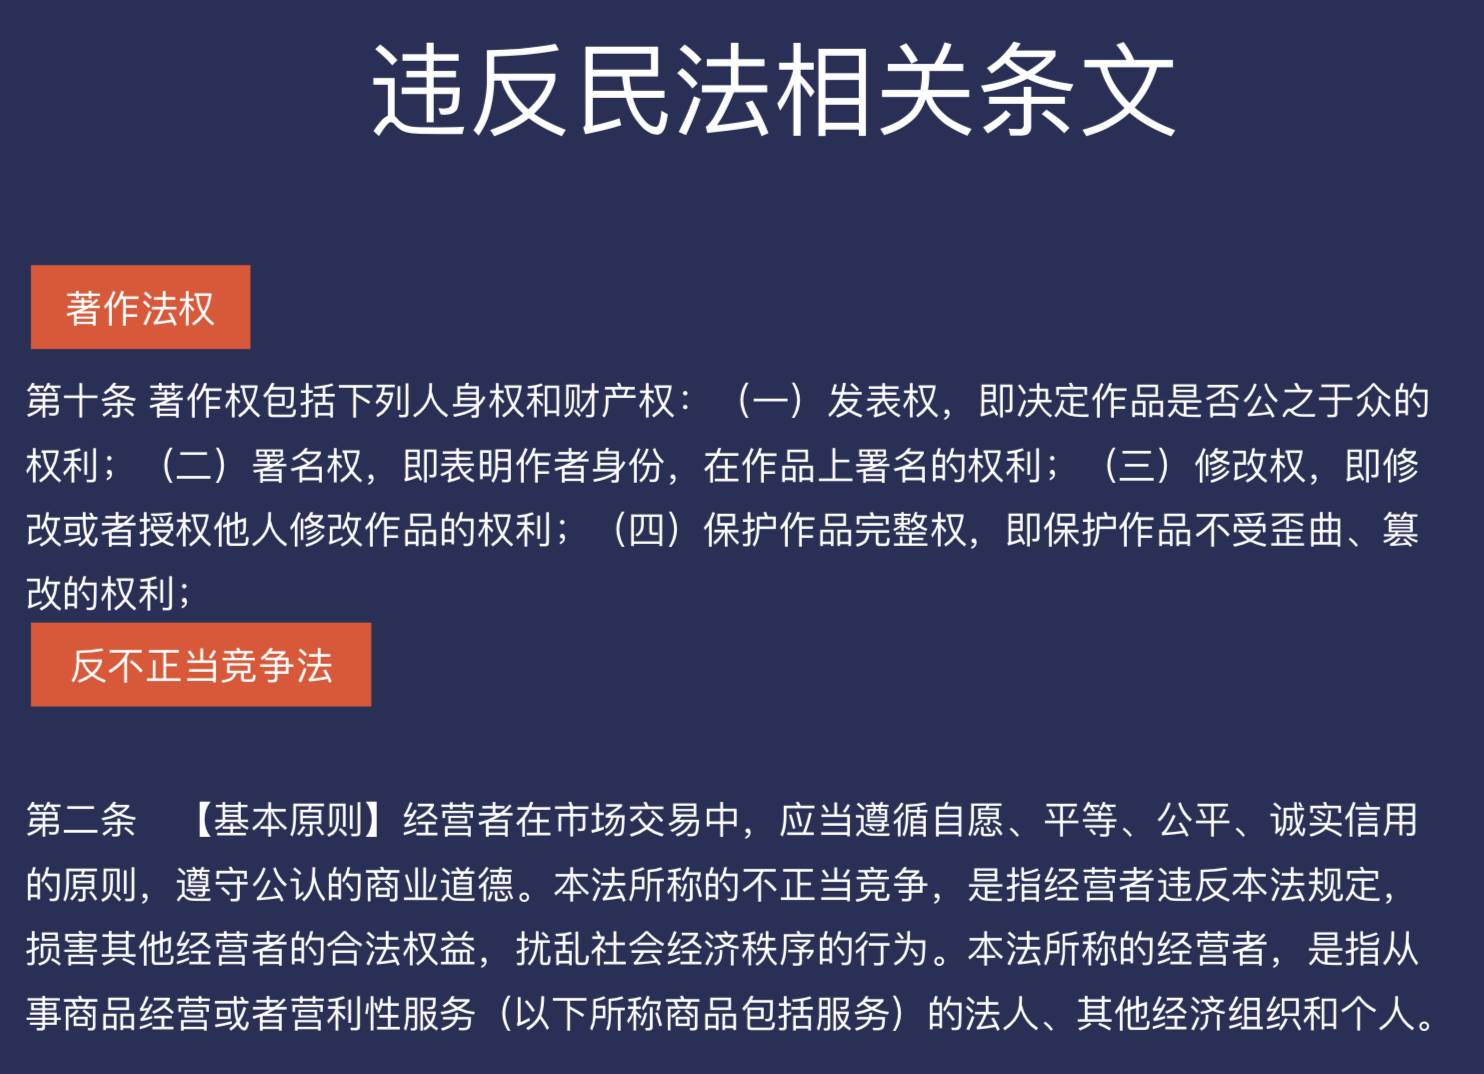 违反民法相关条文
著作法权
第十条 著作权包括下列人身权和财产权：（一）发表权，即决定作品是否公之于众的
权利；（二）署名权，即表明作者身份，在作品上署名的权利；（三）修改权，即修
改或者授权他人修改作品的权利；（四）保护作品完整权，即保护作品不受歪曲、篡
改的权利；
反不正当竞争法
第二条　【基本原则】经营者在市场交易中，应当遵循自愿、平等、公平、诚实信用
的原则，遵守公认的商业道德。本法所称的不正当竞争，是指经营者违反本法规定，
损害其他经营者的合法权益，扰乱社会经济秩序的行为。本法所称的经营者，是指从
事商品经营或者营利性服务（以下所称商品包括服务）的法人、其他经济组织和个人。